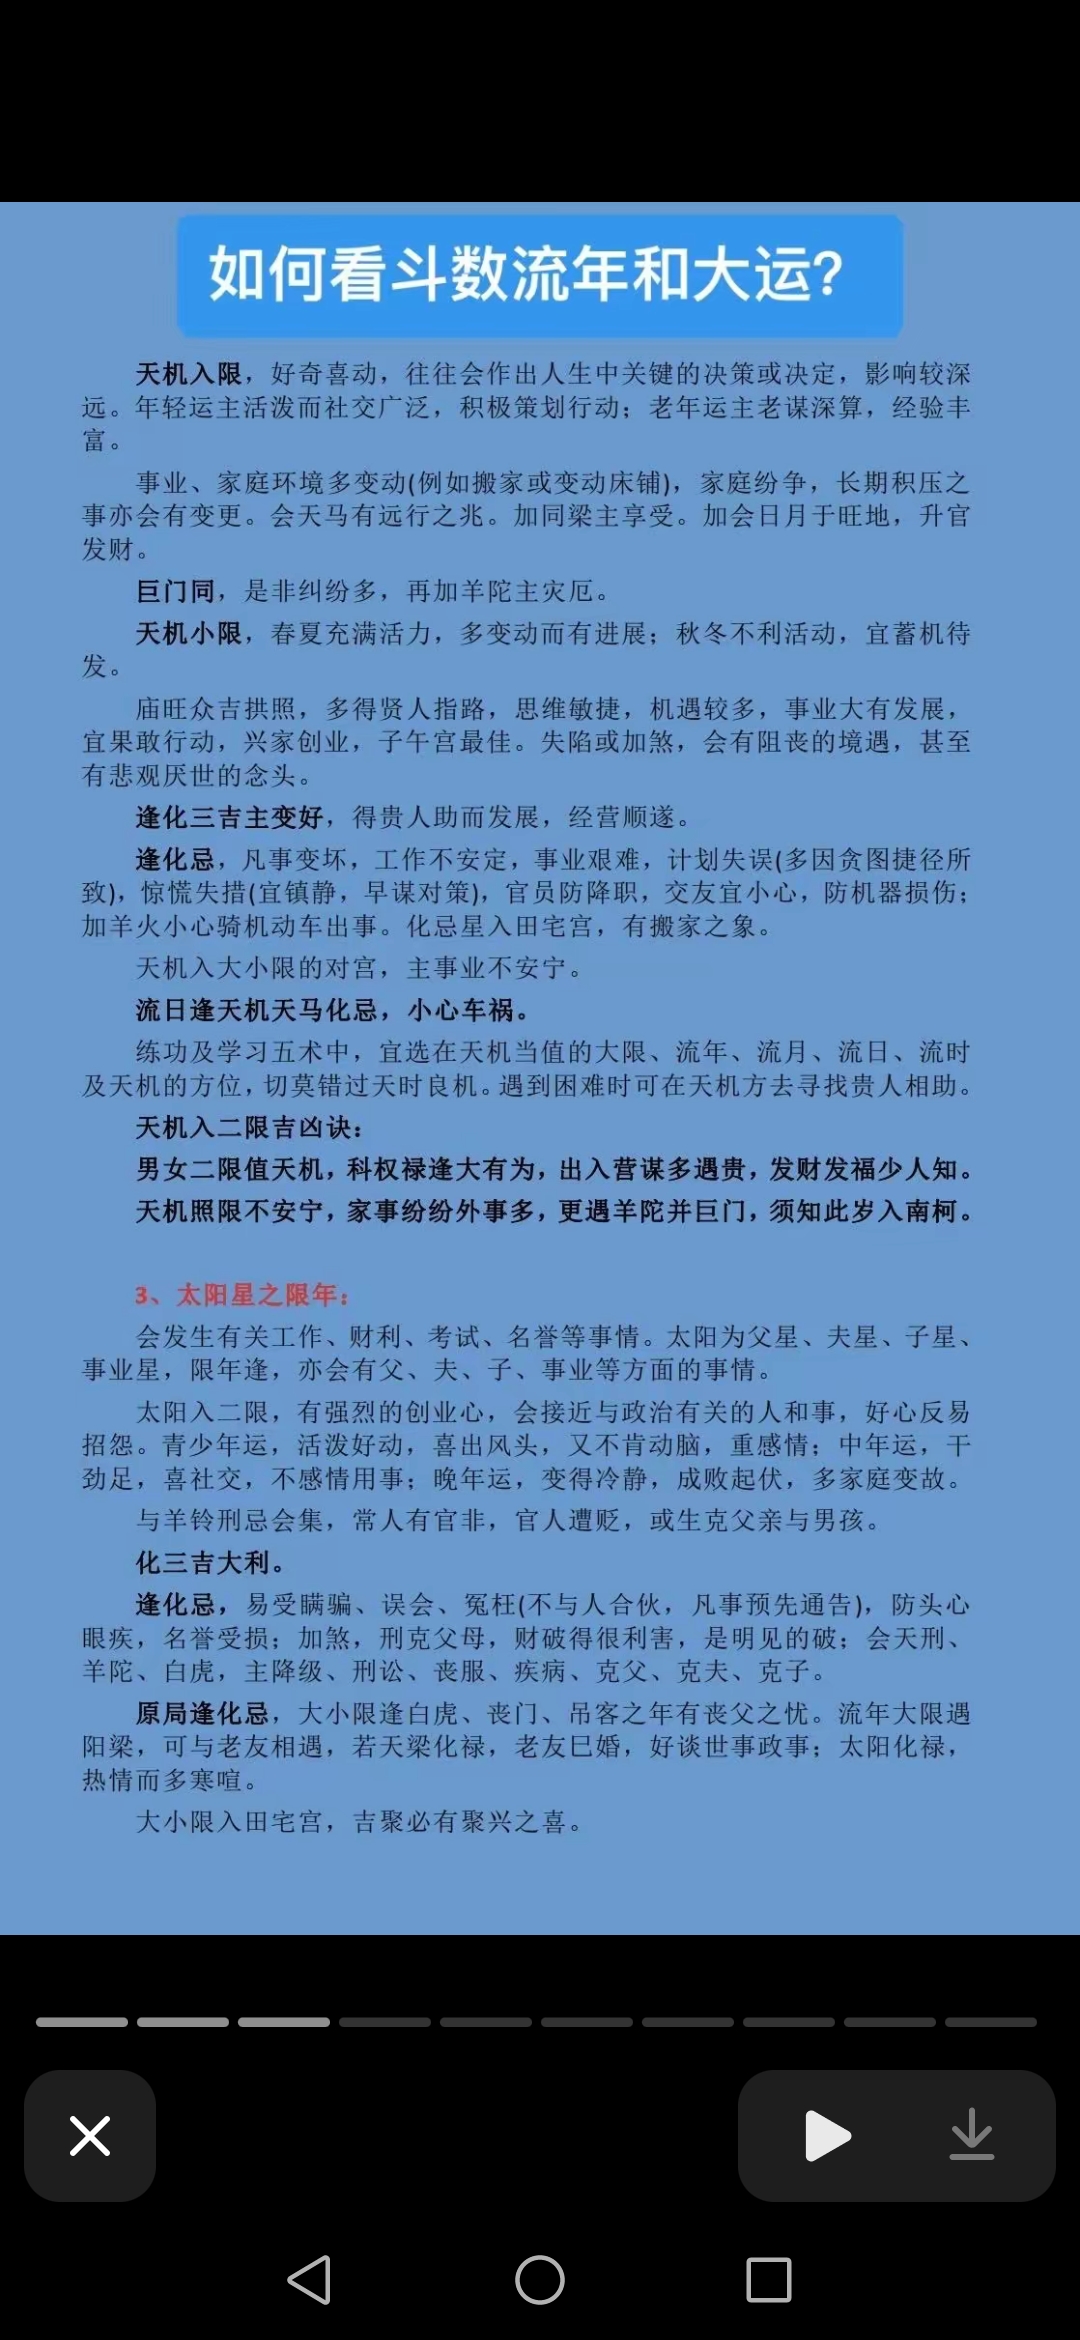 如何看斗数流年和大运？
天机入限，好奇喜动，往往会作出人生中关键的决策或决定，影响较深
远。年轻运主活泼而社交广泛，积极策划行动；老年运主老谋深算，经验丰
富。
事业、家庭环境多变动(例如搬家或变动床铺)，家庭纷争，长期积压之
事亦会有变更。会天马有远行之兆。加同梁主享受。加会日月于旺地，升官
发财。
巨门同，是非纠纷多，再加羊陀主灾厄。
天机小限，春夏充满活力，多变动而有进展；秋冬不利活动，宜蓄机待
发。
庙旺众吉拱照，多得贤人指路，思维敏捷，机遇较多，事业大有发展，
宜果敢行动，兴家创业，子午宫最佳。失陷或加煞，会有阻丧的境遇，甚至
有悲观厌世的念头。
逢化三吉主变好，得贵人助而发展，经营顺遂。
逢化忌，凡事变坏，工作不安定，事业艰难，计划失误(多因贪图捷径所
致)，惊慌失措(宜镇静，早谋对策)，官员防降职，交友宜小心，防机器损伤；
加羊火小心骑机动车出事。化忌星入田宅宫，有搬家之象。
天机入大小限的对宫，主事业不安宁。
流日逢天机天马化忌，小心车祸。
练功及学习五术中，宜选在天机当值的大限、流年、流月、流日、流时
及天机的方位，切莫错过天时良机。遇到困难时可在天机方去寻找贵人相助。
天机入二限吉凶诀：
男女二限值天机，科权禄逢大有为，出入营谋多遇贵，发财发福少人知。
天机照限不安宁，家事纷纷外事多，更遇羊陀并巨门，须知此岁入南柯。
3、太阳星之限年：
会发生有关工作、财利、考试、名誉等事情。太阳为父星、夫星、子星、
事业星，限年逢，亦会有父、夫、子、事业等方面的事情。
太阳入二限，有强烈的创业心，会接近与政治有关的人和事，好心反易
招怨。青少年运，活泼好动，喜出风头，又不肯动脑，重感情；中年运，干
劲足，喜社交，不感情用事；晚年运，变得冷静，成败起伏，多家庭变故。
与羊铃刑忌会集，常人有官非，官人遭贬，或生克父亲与男孩。
化三吉大利。
逢化忌，易受瞒骗、误会、冤枉(不与人合伙，凡事预先通告)，防头心
眼疾，名誉受损；加煞，刑克父母，财破得很利害，是明见的破；会天刑、
羊陀、白虎，主降级、刑讼、丧服、疾病、克父、克夫、克子。
原局逢化忌，大小限逢白虎、丧门、吊客之年有丧父之忧。流年大限遇
阳梁，可与老友相遇，若天梁化禄，老友巳婚，好谈世事政事；太阳化禄，
热情而多寒喧。
大小限入田宅宫，吉聚必有聚兴之喜。